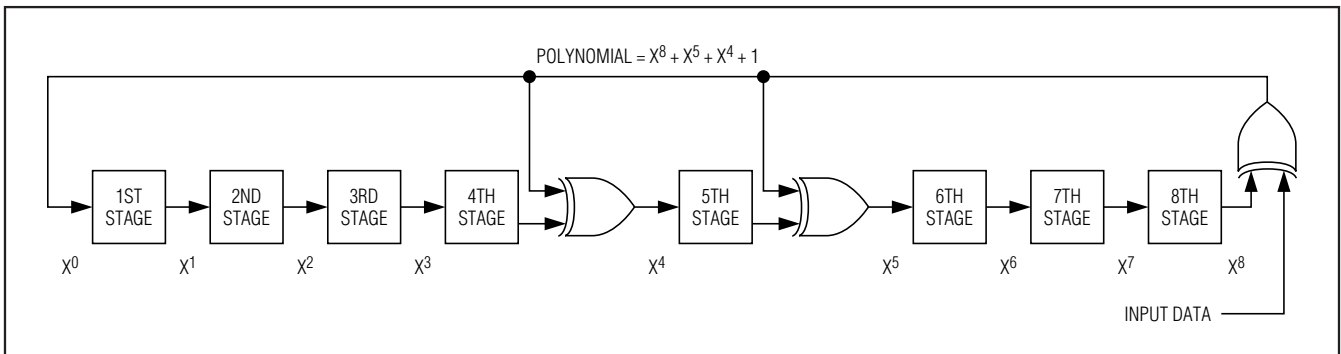 POLYNOMIAL = X⁸ + X⁵ + X⁴ + 1
1ST
STAGE
2ND
STAGE
3RD
STAGE
4TH
STAGE
5TH
STAGE
6TH
STAGE
7TH
STAGE
8TH
STAGE
X⁰
X¹
X²
X³
X⁴
X⁵
X⁶
X⁷
X⁸
INPUT DATA